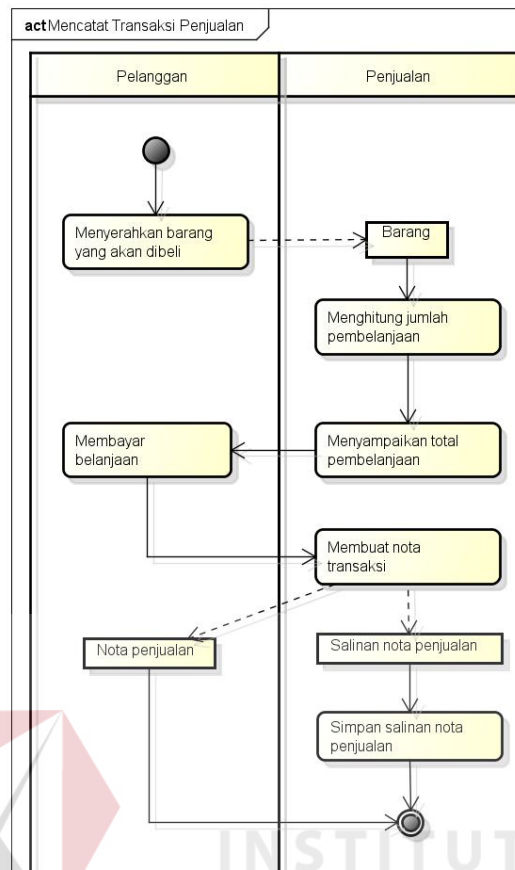 act Mencatat Transaksi Penjualan
Pelanggan
Penjualan
Menyerahkan barang
yang akan dibeli
Barang
Menghitung jumlah
pembelanjaan
Membayar
belanjaan
Menyampaikan total
pembelanjaan
Membuat nota
transaksi
Nota penjualan
Salinan nota penjualan
Simpan salinan nota
penjualan
INSTITUT